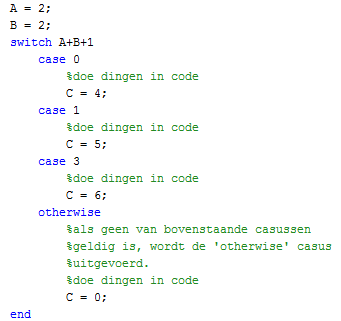 A = 2;
B = 2;
switch A+B+1
    case 0
        %doe dingen in code
        C = 4;
    case 1
        %doe dingen in code
        C = 5;
    case 3
        %doe dingen in code
        C = 6;
    otherwise
        %als geen van bovenstaande casussen
        %geldig is, wordt de 'otherwise' casus
        %uitgevoerd.
        %doe dingen in code
        C = 0;
end